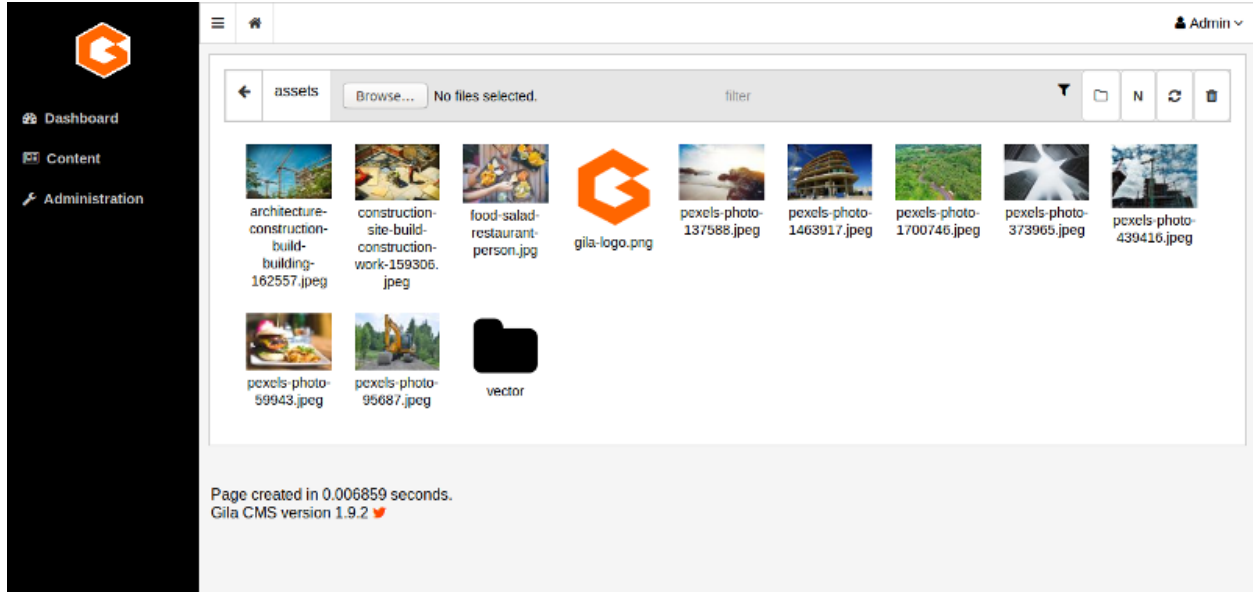 Admin
assets
Browse...
No files selected.
filter
N
Dashboard
Content
Administration
architecture-
construction-
build-
building-
162557.jpeg
construction-
site-build-
construction-
work-159306.
jpeg
food-salad-
restaurant-
person.jpg
gila-logo.png
pexels-photo-
137588.jpeg
pexels-photo-
1463917.jpeg
pexels-photo-
1700746.jpeg
pexels-photo-
373965.jpeg
pexels-photo-
439416.jpeg
pexels-photo-
59943.jpeg
pexels-photo-
95687.jpeg
vector
Page created in 0.006859 seconds.
Gila CMS version 1.9.2